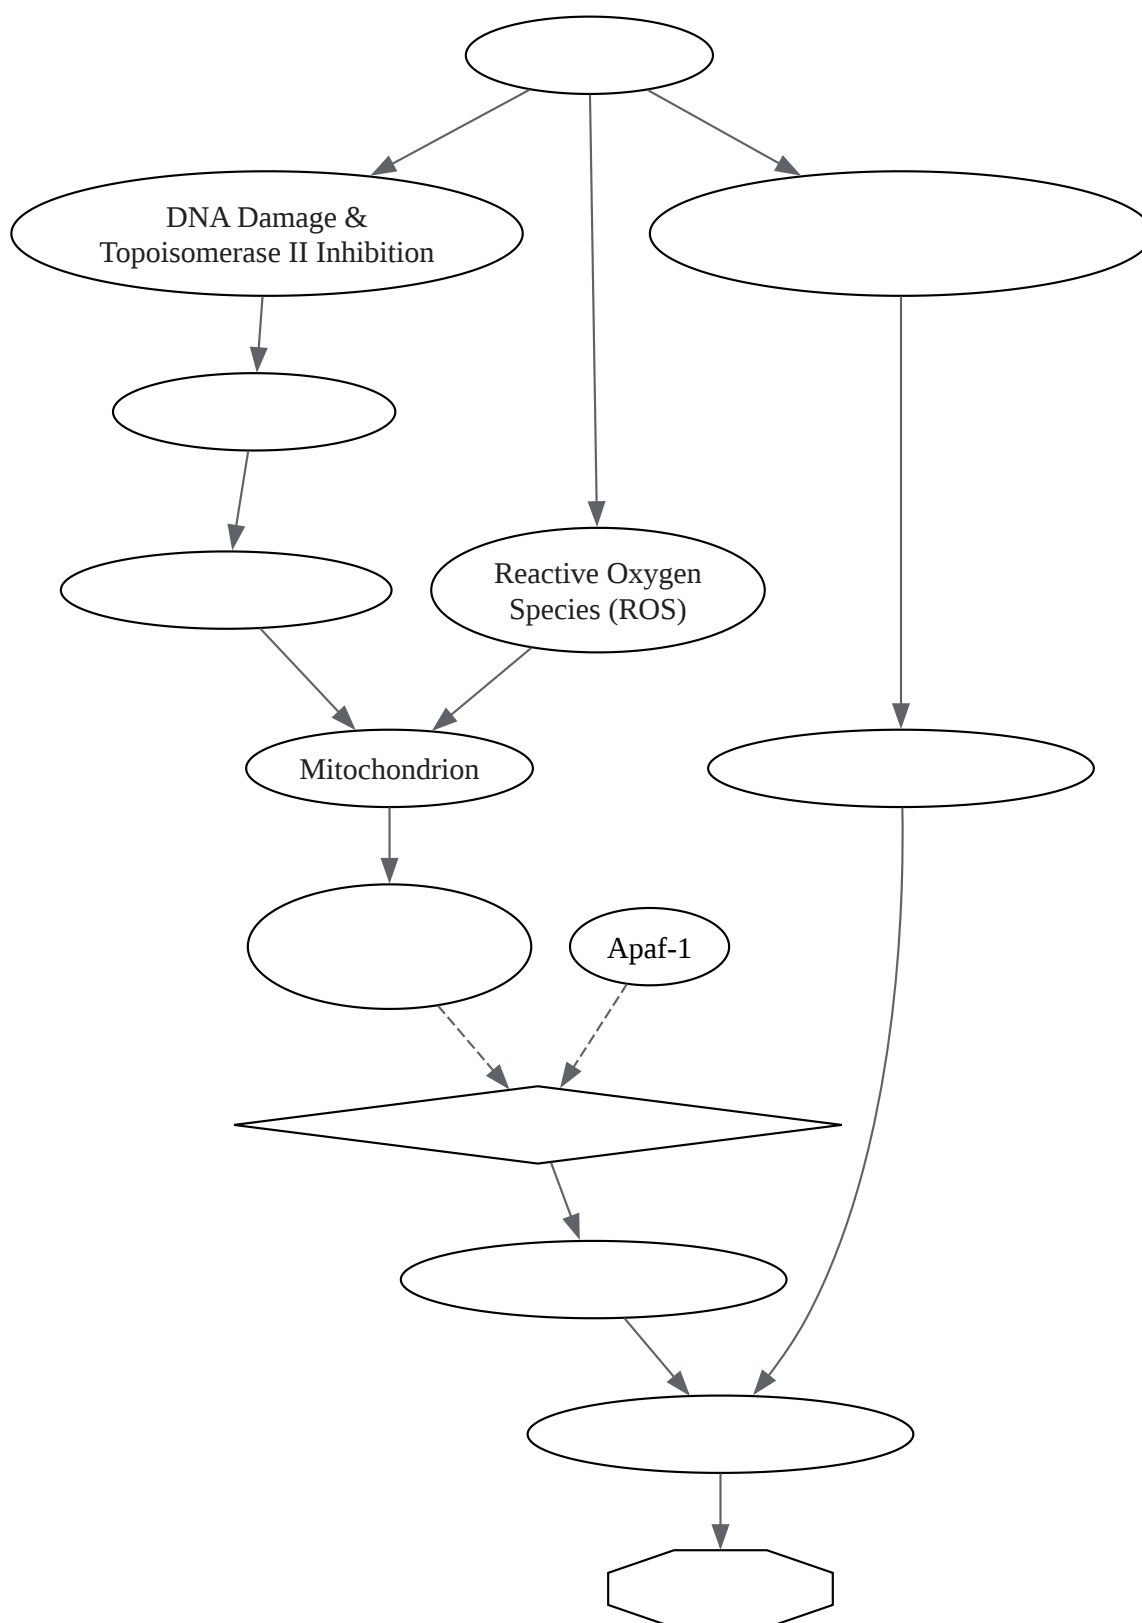 DNA Damage &
Topoisomerase II Inhibition
Reactive Oxygen
Species (ROS)
Mitochondrion
Apaf-1